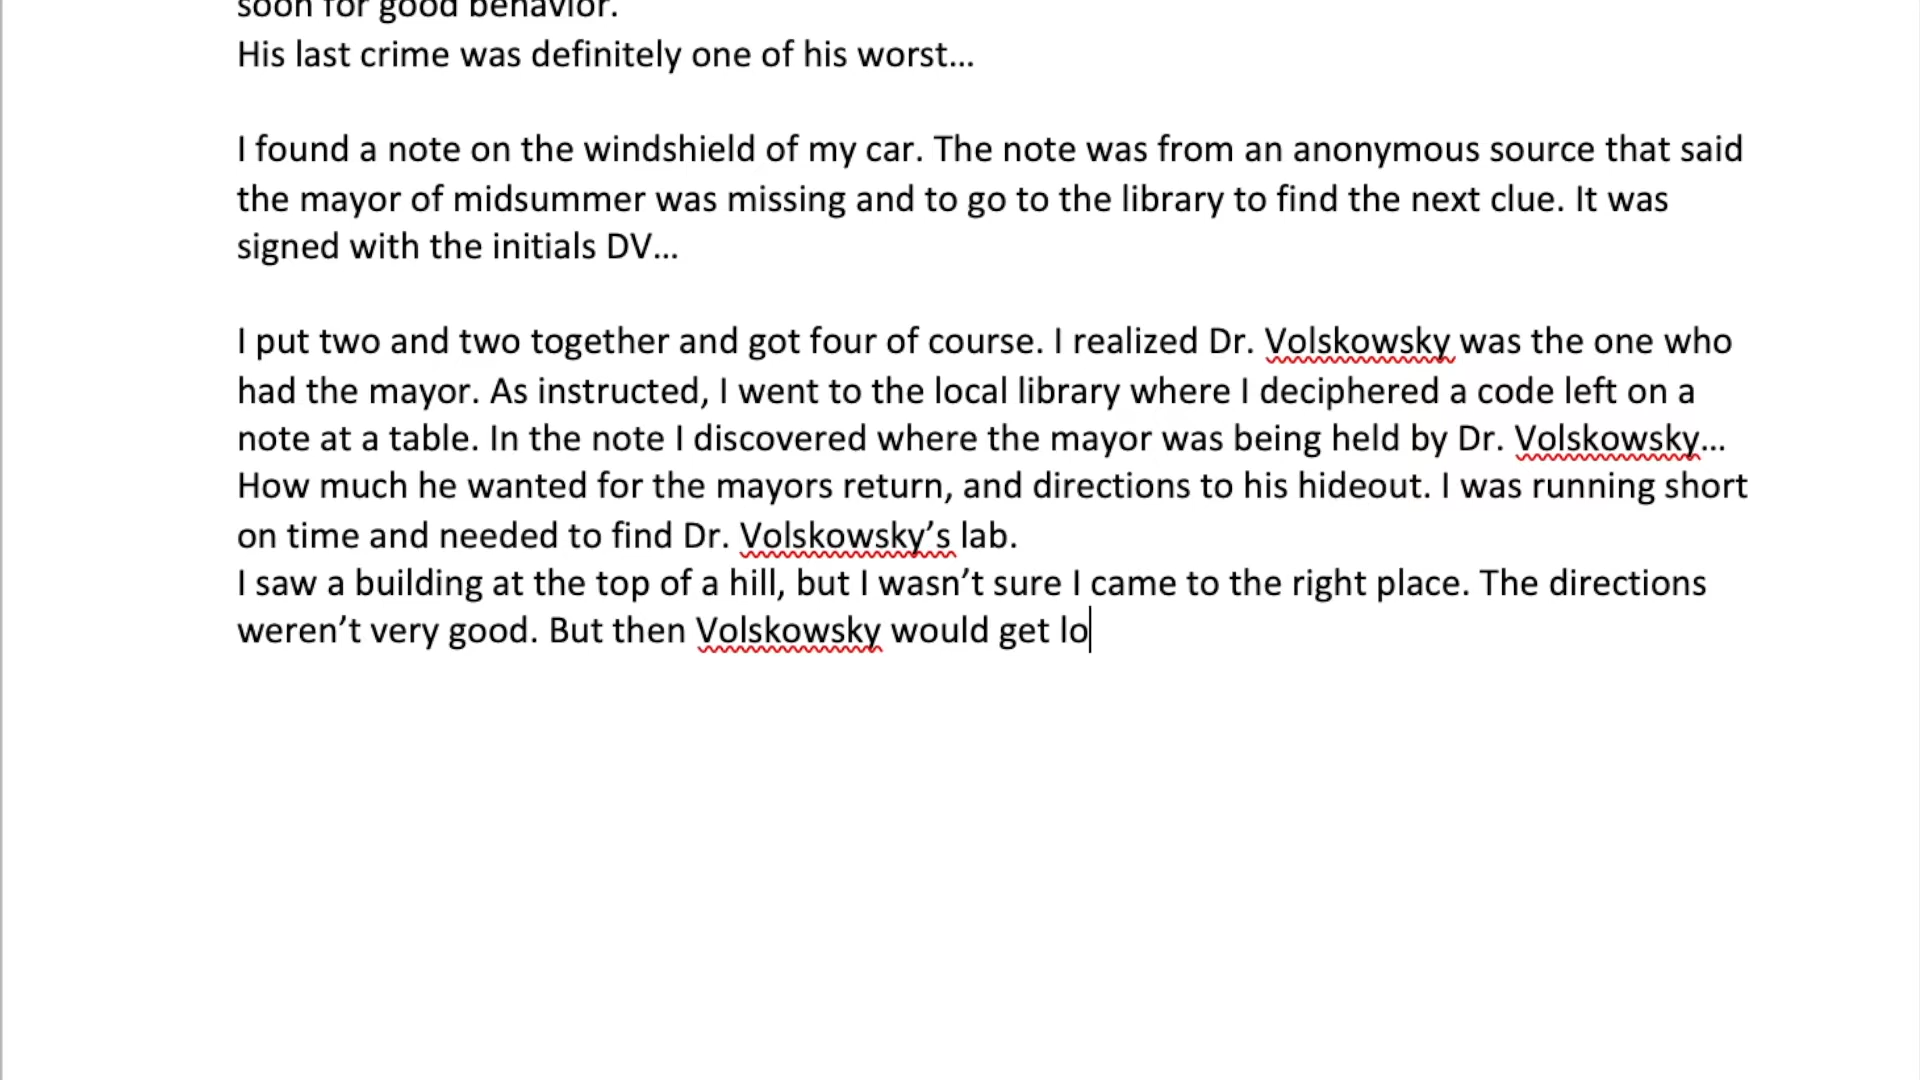 soon for good behavior.
His last crime was definitely one of his worst…
I found a note on the windshield of my car. The note was from an anonymous source that said
the mayor of midsummer was missing and to go to the library to find the next clue. It was
signed with the initials DV…
I put two and two together and got four of course. I realized Dr. Volskowsky was the one who
had the mayor. As instructed, I went to the local library where I deciphered a code left on a
note at a table. In the note I discovered where the mayor was being held by Dr. Volskowsky…
How much he wanted for the mayors return, and directions to his hideout. I was running short
on time and needed to find Dr. Volskowsky’s lab.
I saw a building at the top of a hill, but I wasn’t sure I came to the right place. The directions
weren’t very good. But then Volskowsky would get lo